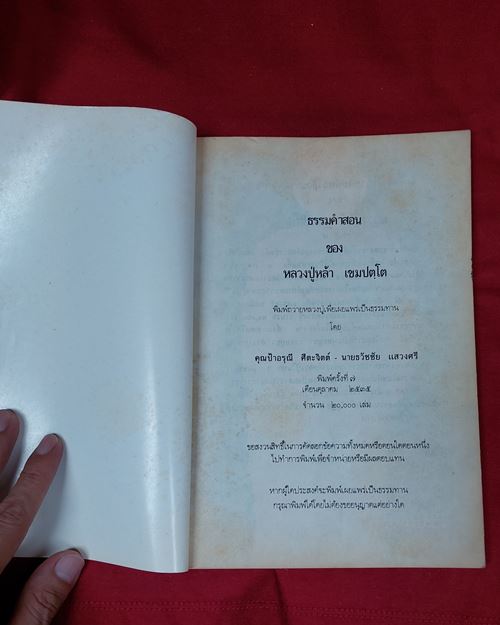 ธรรมคำสอน
ของ
หลวงปู่หล้า เขมปตฺโต
พิมพ์ถวายหลวงปู่เพื่อเผยแพร่เป็นธรรมทาน
โดย
คุณป้าอรุณี ศีตะจิตต์ - นายธวัชชัย แสวงศรี
พิมพ์ครั้งที่ ๗
เดือนตุลาคม ๒๕๓๕
จำนวน ๒๐,๐๐๐ เล่ม
ขอสงวนสิทธิ์ในการคัดลอกข้อความทั้งหมดหรือตอนใดตอนหนึ่ง
ไปทำการพิมพ์เพื่อจำหน่ายหรือมีผลตอบแทน
หากผู้ใดประสงค์จะพิมพ์เผยแพร่เป็นธรรมทาน
กรุณาพิมพ์ได้โดยไม่ต้องขออนุญาตแต่อย่างใด